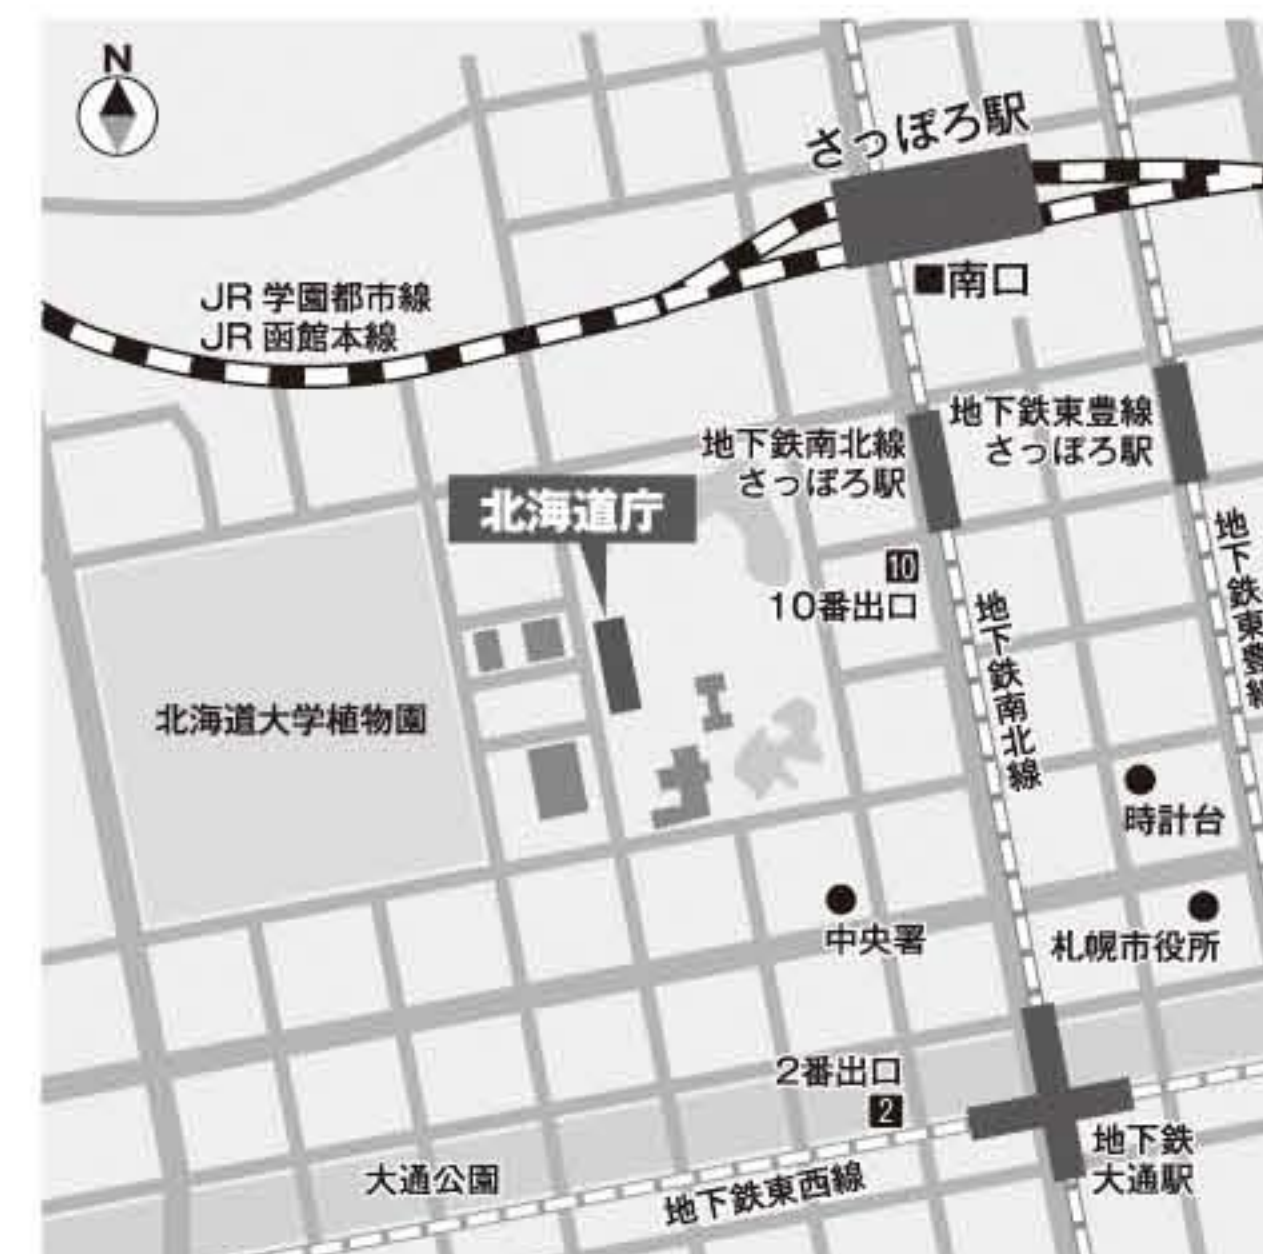 N
さっぽろ駅
南口
JR 学園都市線
JR 函館本線
地下鉄東豊線
さっぽろ駅
地下鉄南北線
さっぽろ駅
北海道庁
10
10番出口
地下鉄東豊線
地下鉄南北線
北海道大学植物園
時計台
中央署
札幌市役所
2番出口
2
地下鉄
大通駅
大通公園
地下鉄東西線